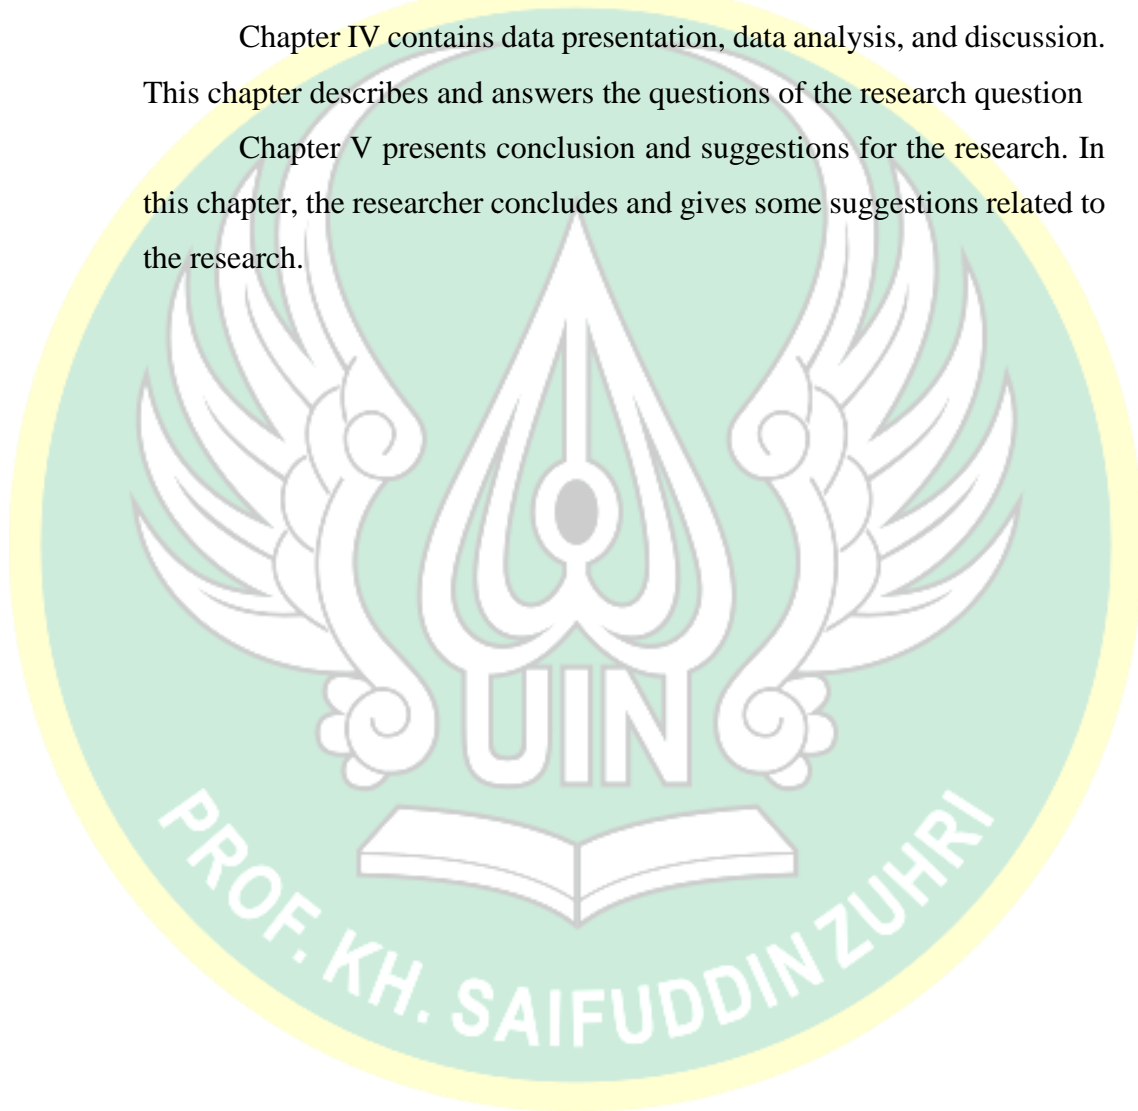 Chapter IV contains data presentation, data analysis, and discussion.
This chapter describes and answers the questions of the research question
Chapter V presents conclusion and suggestions for the research. In
this chapter, the researcher concludes and gives some suggestions related to
the research.
UIN
PROF. KH. SAIFUDDIN ZUHRI